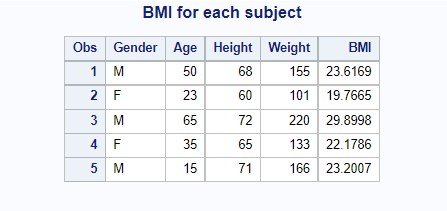 BMI for each subject
Obs Gender Age Height Weight BMI
1 M 50 68 155 23.6169
2 F 23 60 101 19.7665
3 M 65 72 220 29.8998
4 F 35 65 133 22.1786
5 M 15 71 166 23.2007